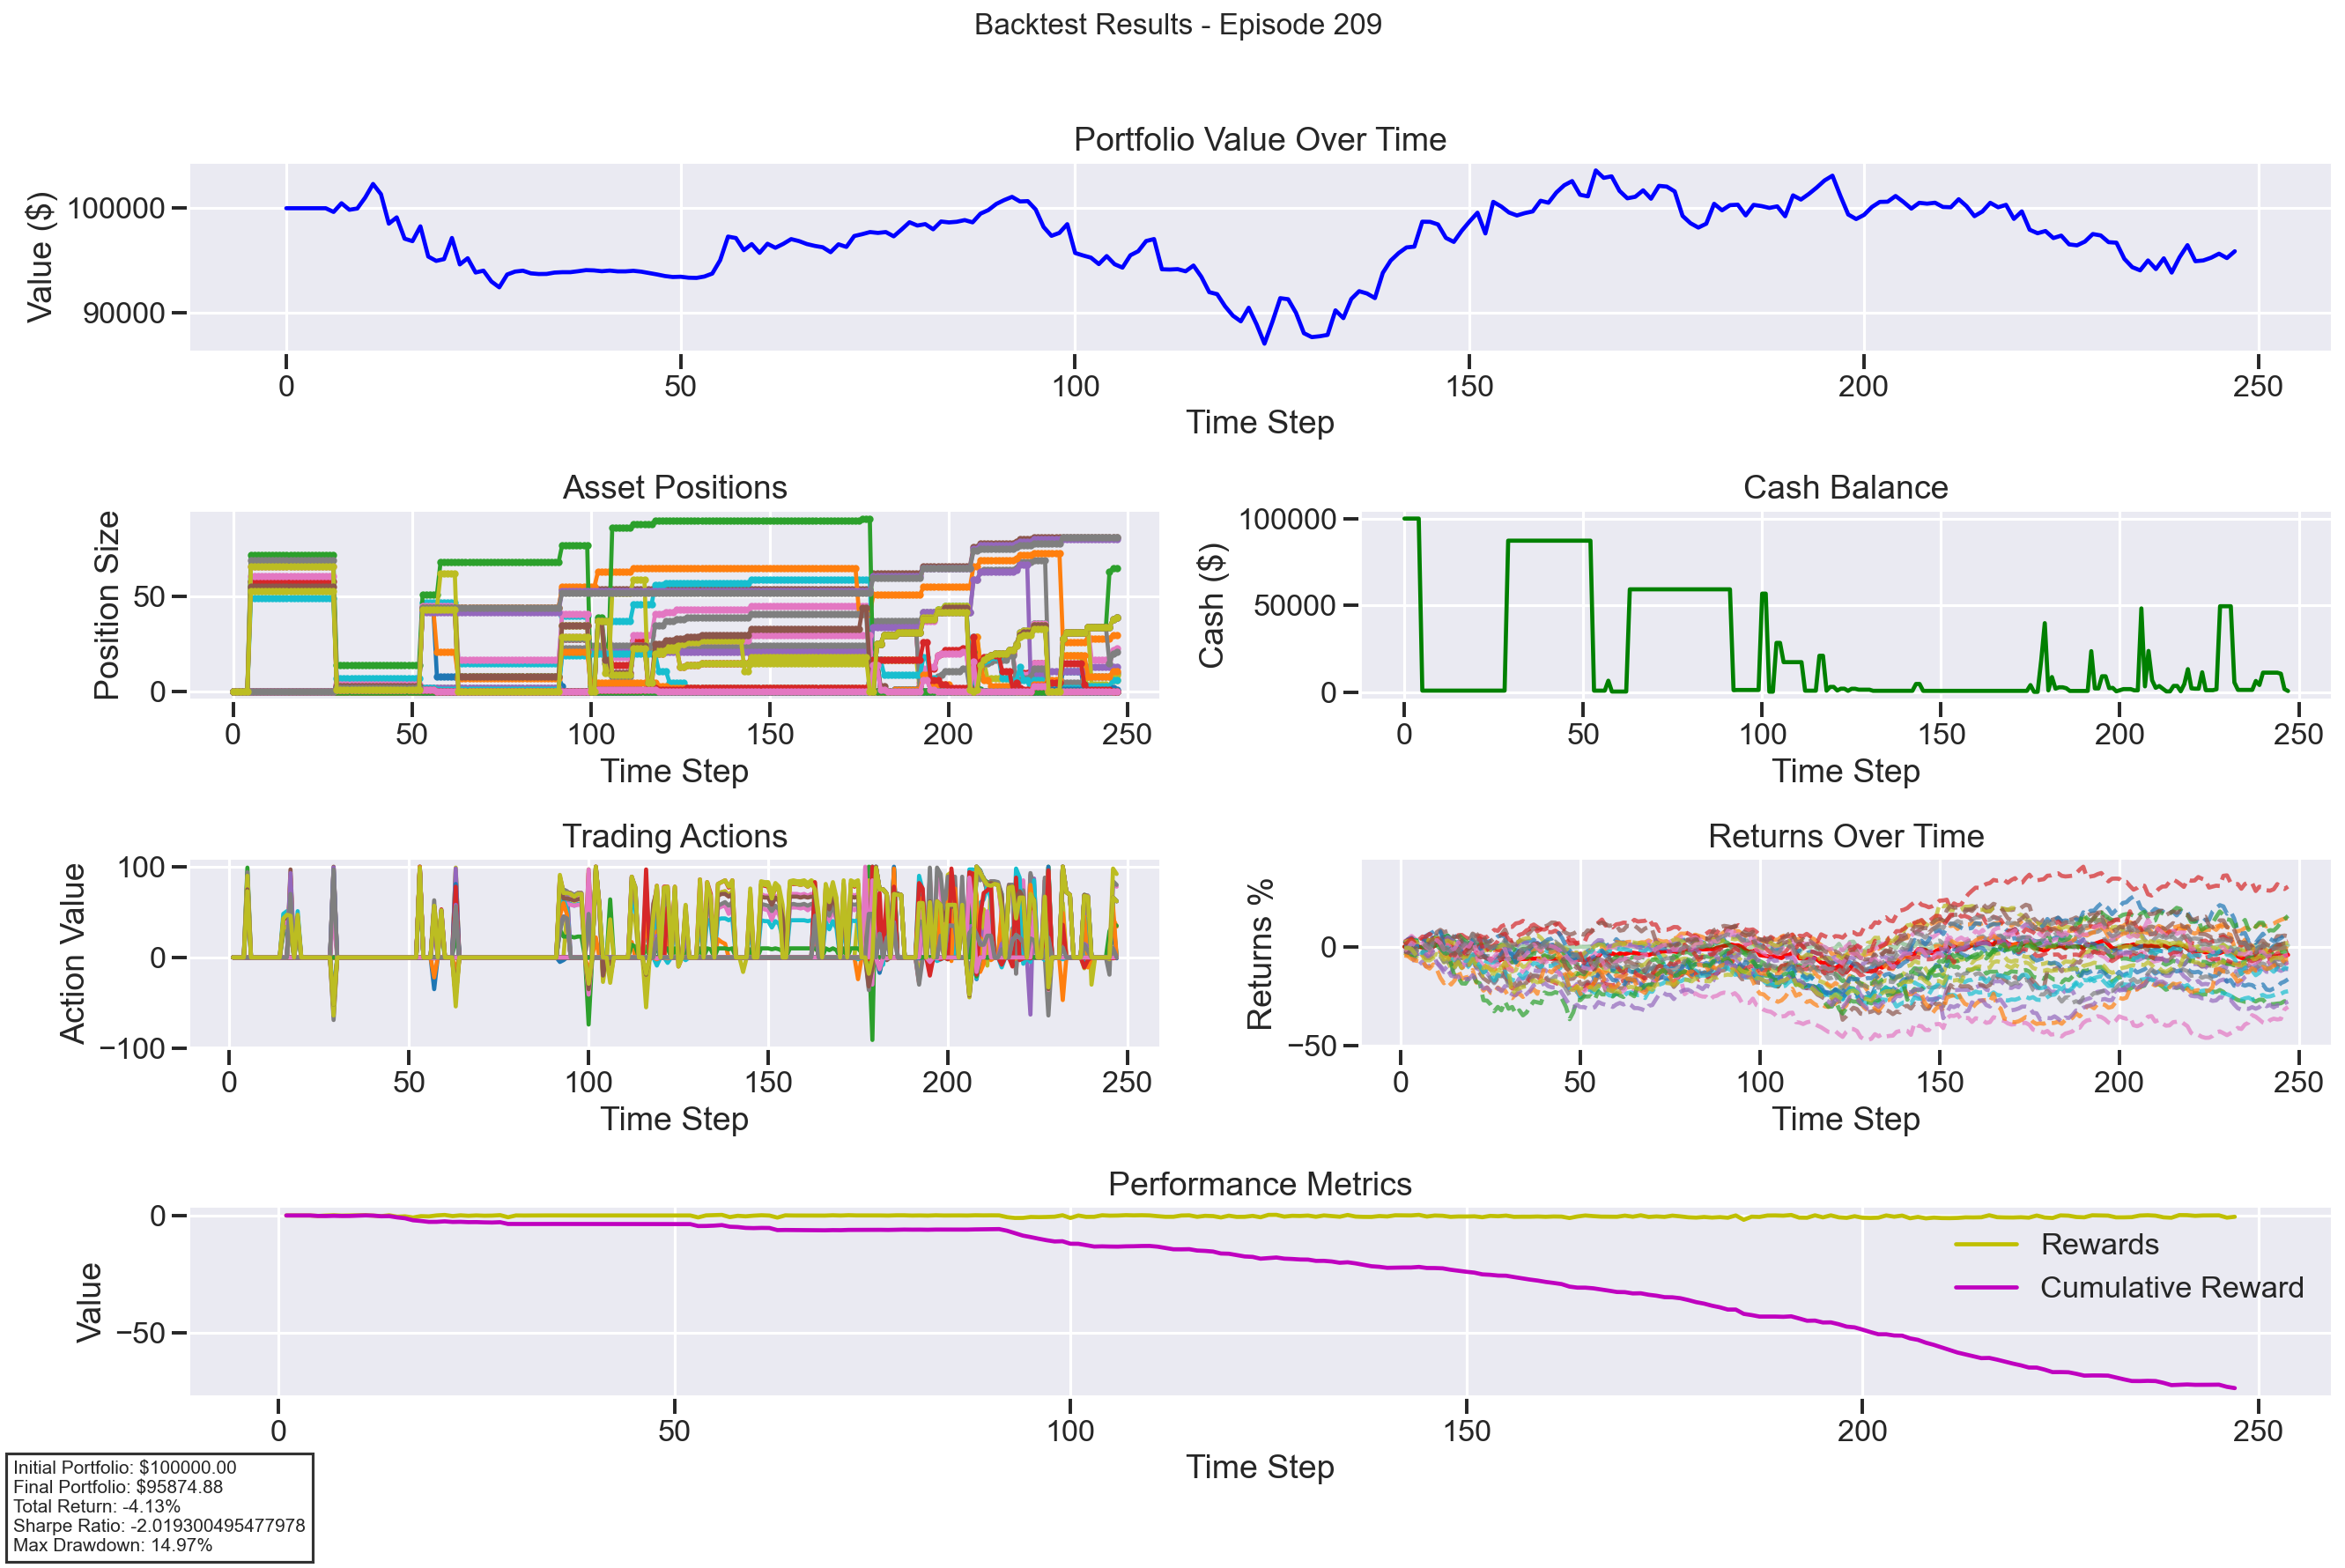 Backtest Results - Episode 209
Portfolio Value Over Time
Value ($)
100000
90000
0 50 100 150 200 250
Time Step
Asset Positions
Position Size
50
0
0 50 100 150 200 250
Time Step
Cash Balance
Cash ($)
100000
50000
0
0 50 100 150 200 250
Time Step
Trading Actions
Action Value
100
0
−100
0 50 100 150 200 250
Time Step
Returns Over Time
Returns %
0
−50
0 50 100 150 200 250
Time Step
Performance Metrics
Value
0
−50
Rewards
Cumulative Reward
0 50 100 150 200 250
Time Step
Initial Portfolio: $100000.00
Final Portfolio: $95874.88
Total Return: -4.13%
Sharpe Ratio: -2.019300495477978
Max Drawdown: 14.97%